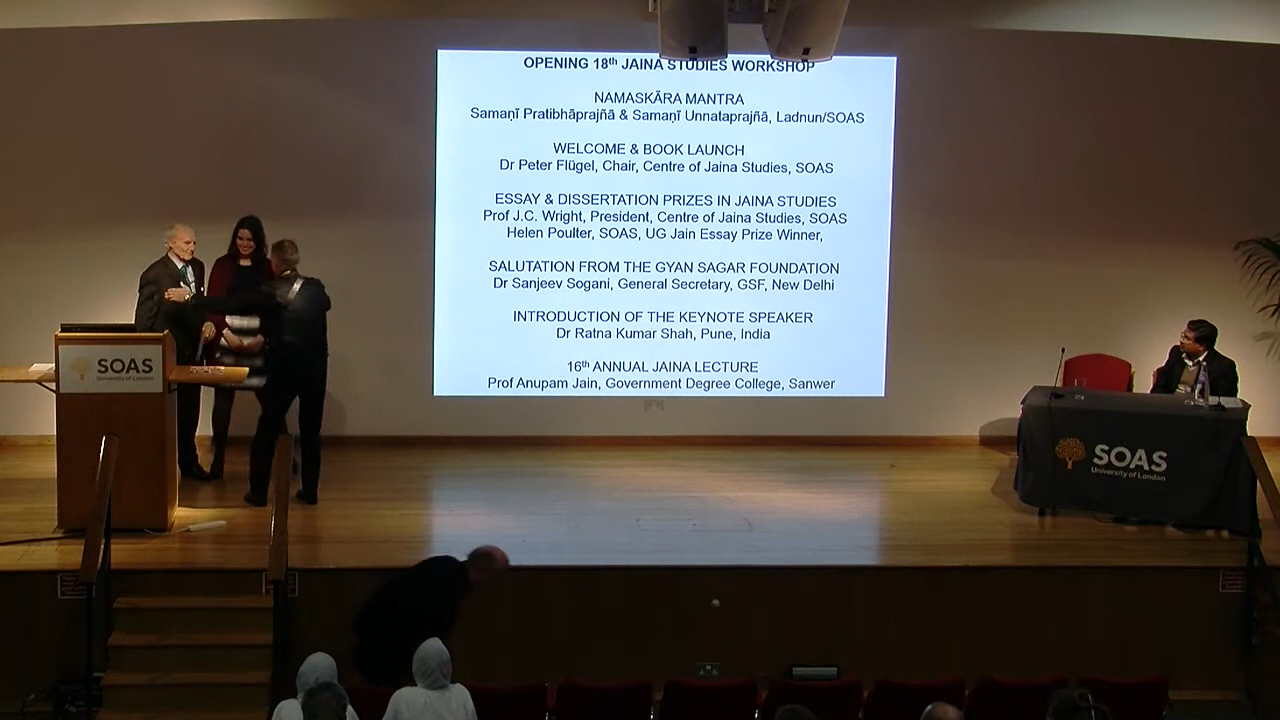 OPENING 18th JAINA STUDIES WORKSHOP
NAMASKĀRA MANTRA
Samaṇī Pratibhāprajñā & Samaṇī Unnataprajñā, Ladnun/SOAS
WELCOME & BOOK LAUNCH
Dr Peter Flügel, Chair, Centre of Jaina Studies, SOAS
ESSAY & DISSERTATION PRIZES IN JAINA STUDIES
Prof J.C. Wright, President, Centre of Jaina Studies, SOAS
Helen Poulter, SOAS, UG Jain Essay Prize Winner,
SALUTATION FROM THE GYAN SAGAR FOUNDATION
Dr Sanjeev Sogani, General Secretary, GSF, New Delhi
INTRODUCTION OF THE KEYNOTE SPEAKER
Dr Ratna Kumar Shah, Pune, India
16th ANNUAL JAINA LECTURE
Prof Anupam Jain, Government Degree College, Sanwer
SOAS
University of London
SOAS
University of London